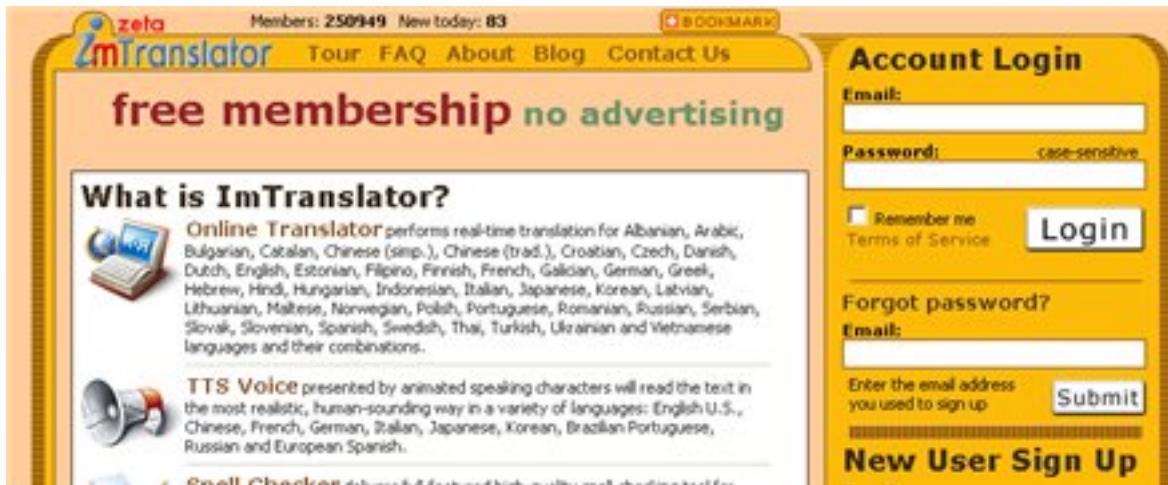 zeta
ImTranslator
Members: 250949 New today: 83
BOOKMARK
Tour FAQ About Blog Contact Us
free membership no advertising
What is ImTranslator?
Online Translator performs real-time translation for Albanian, Arabic,
Bulgarian, Catalan, Chinese (simp.), Chinese (trad.), Croatian, Czech, Danish,
Dutch, English, Estonian, Filipino, Finnish, French, Galician, German, Greek,
Hebrew, Hindi, Hungarian, Indonesian, Italian, Japanese, Korean, Latvian,
Lithuanian, Maltese, Norwegian, Polish, Portuguese, Romanian, Russian, Serbian,
Slovak, Slovenian, Spanish, Swedish, Thai, Turkish, Ukrainian and Vietnamese
languages and their combinations.
TTS Voice presented by animated speaking characters will read the text in
the most realistic, human-sounding way in a variety of languages: English U.S.,
Chinese, French, German, Italian, Japanese, Korean, Brazilian Portuguese,
Russian and European Spanish.
Spell Checker
Account Login
Email:
Password: case-sensitive
Remember me
Terms of Service
Login
Forgot password?
Email:
Enter the email address
you used to sign up
Submit
New User Sign Up